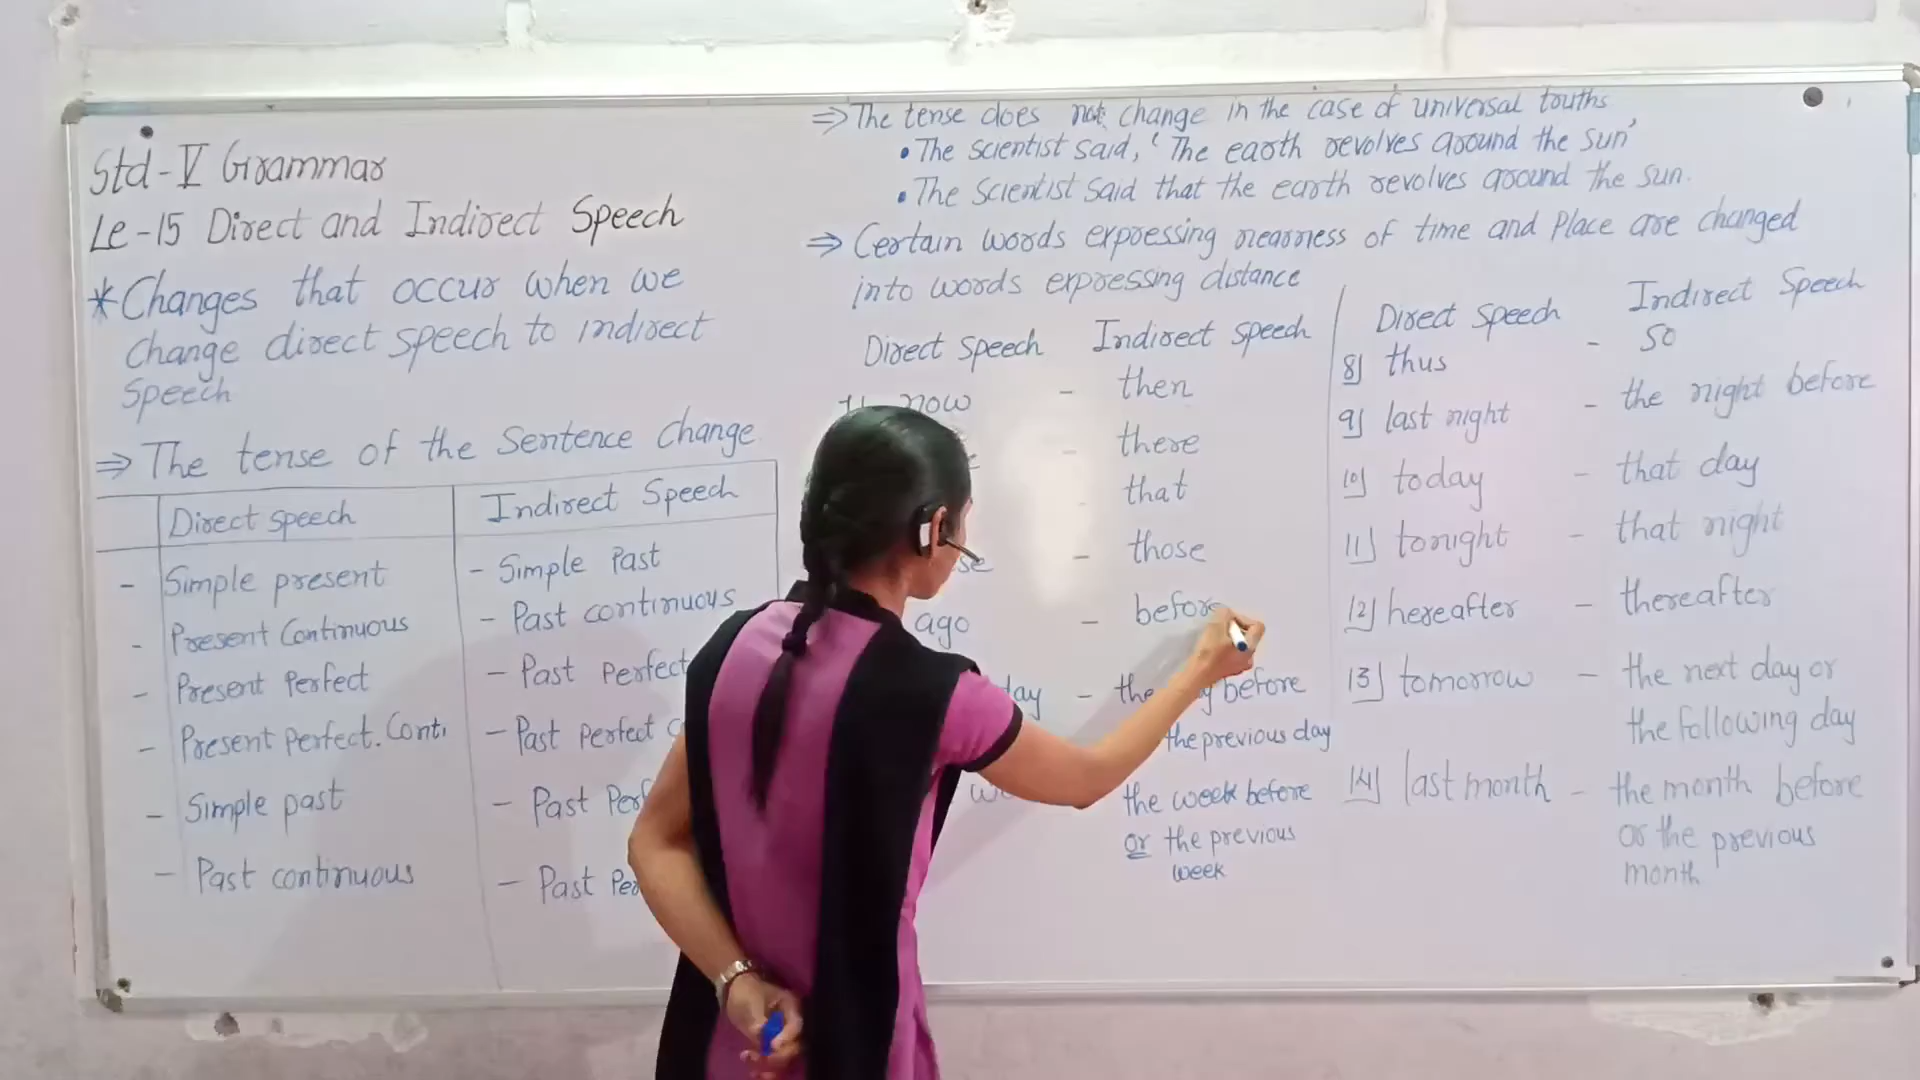 Std-V Grammar
Le-15 Direct and Indirect Speech
*Changes that occur when we
change direct speech to indirect
speech
⇒ The tense of the sentence change
Direct speech Indirect Speech
- Simple present - Simple Past
- Present Continuous - Past continuous
- Present Perfect - Past perfect
- Present perfect. Conti - Past perfect
- Simple past - Past
- Past continuous - Past
⇒ The tense does not change in the case of universal truths
• The scientist said, ‘The earth revolves around the sun’
• The Scientist said that the earth revolves around the sun.
⇒ Certain words expressing nearness of time and place are changed
into words expressing distance
Direct speech Indirect speech
now - then
- there
- that
- those
ago - before
- the before
the previous day
the week before
or the previous
week
Direct speech Indirect Speech
8) thus - so
9) last night - the night before
10) today - that day
11) tonight - that night
12) hereafter - thereafter
13) tomorrow - the next day or
the following day
14) last month - the month before
or the previous
month